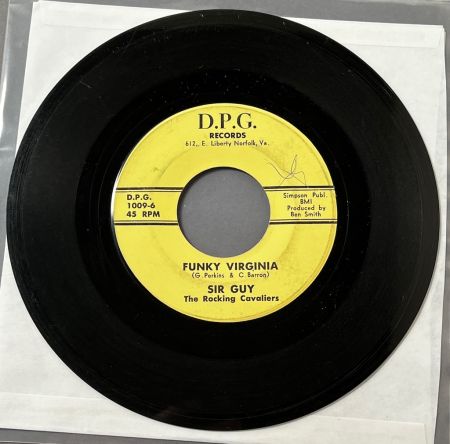 D.P.G.
RECORDS
612,. E. Liberty Norfolk, Va.
D.P.G.
1009-6
45 RPM
Simpson Publ.
BMI
Produced by
Ben Smith
FUNKY VIRGINIA
(G. Perkins & C. Barron)
SIR GUY
The Rocking Cavaliers